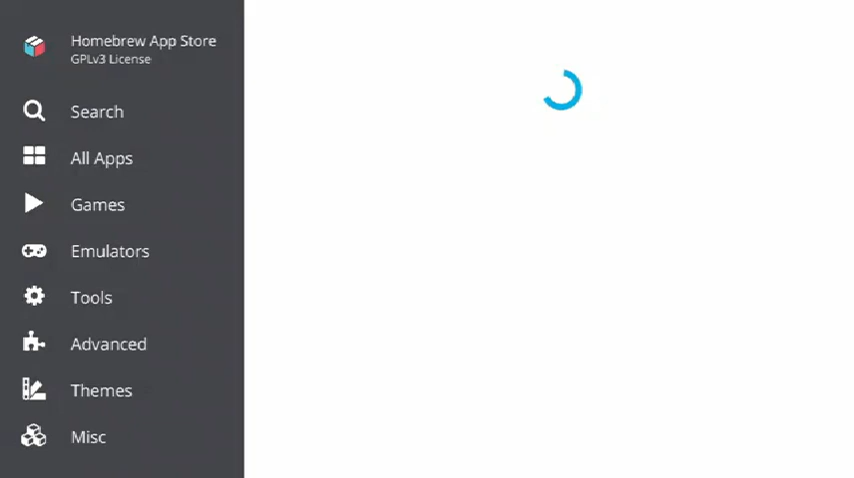 Homebrew App Store
GPLv3 License
Search
All Apps
Games
Emulators
Tools
Advanced
Themes
Misc